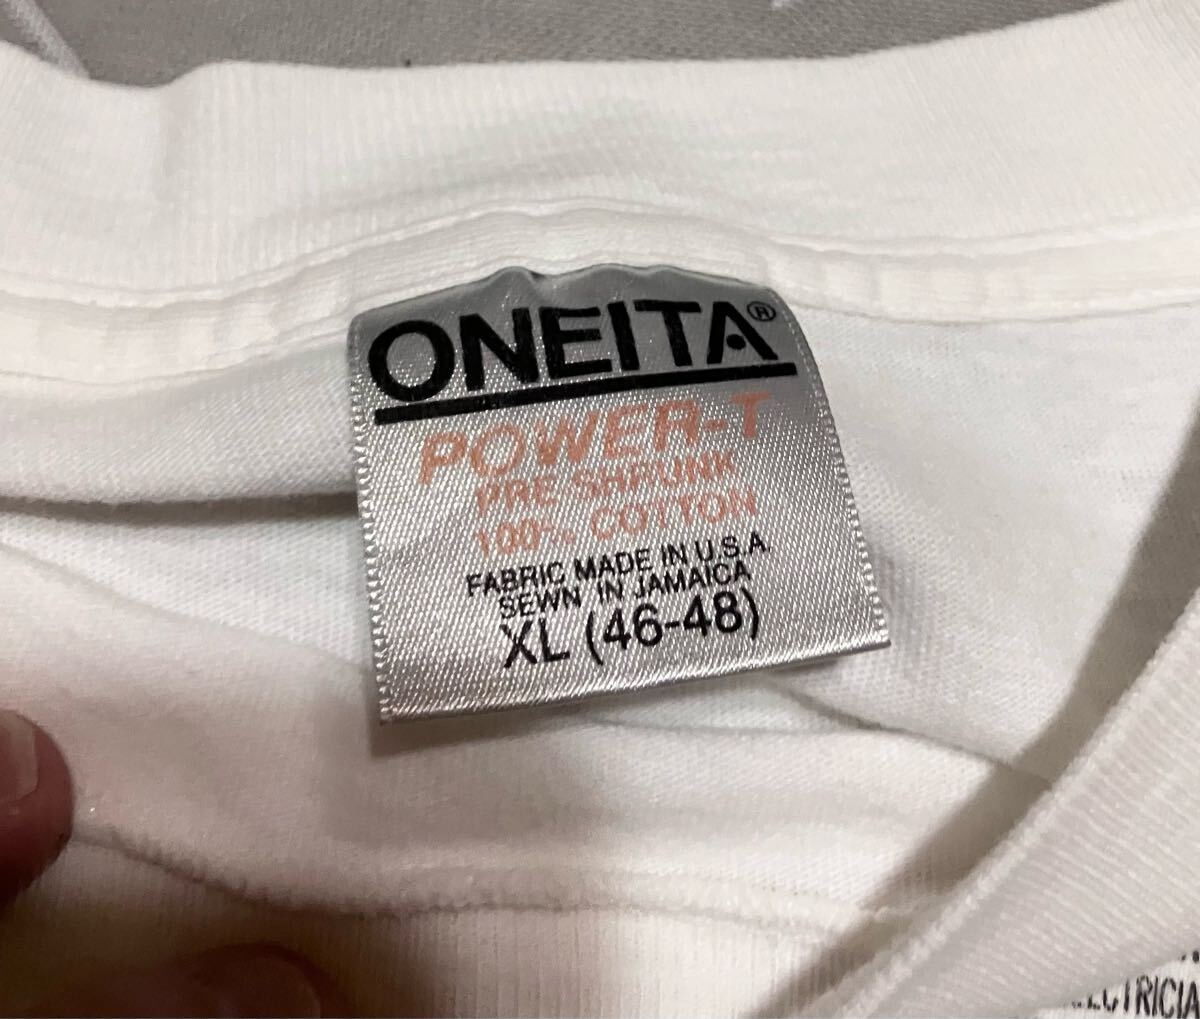 ONEITA®
POWER-T
PRE-SHRUNK
100% COTTON
FABRIC MADE IN U.S.A.
SEWN IN JAMAICA
XL (46-48)